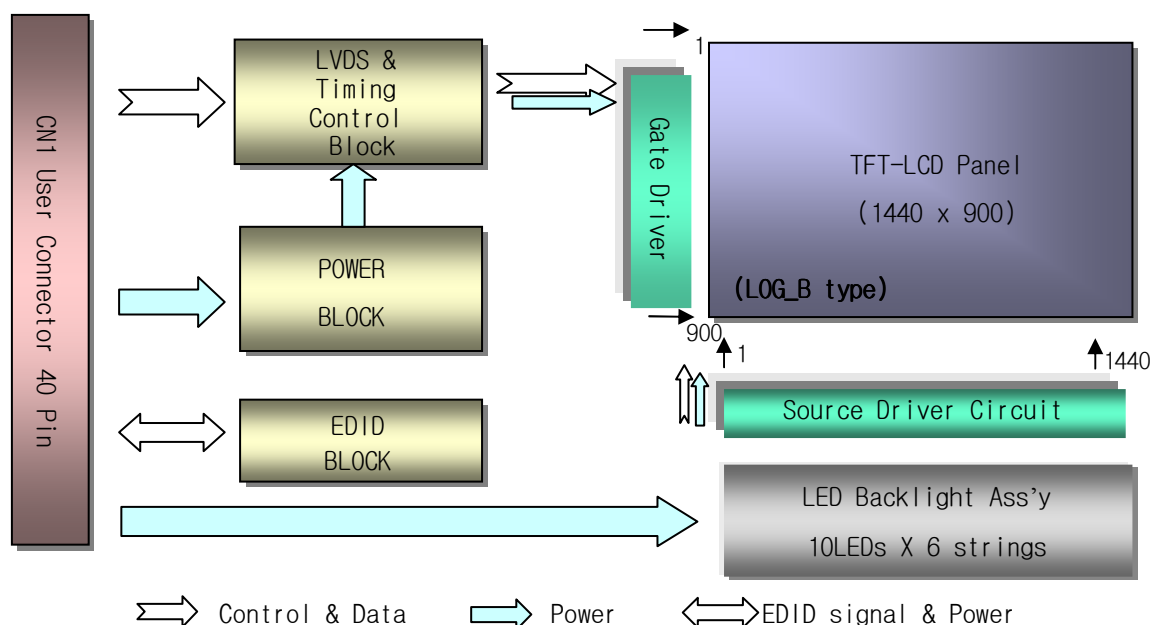 CN1 User Connector 40 Pin
LVDS &
Timing
Control
Block
POWER
BLOCK
EDID
BLOCK
Gate Driver
1
900
TFT-LCD Panel
(1440 x 900)
(LOG_B type)
1
1440
Source Driver Circuit
LED Backlight Ass’y
10LEDs X 6 strings
Control & Data
Power
EDID signal & Power